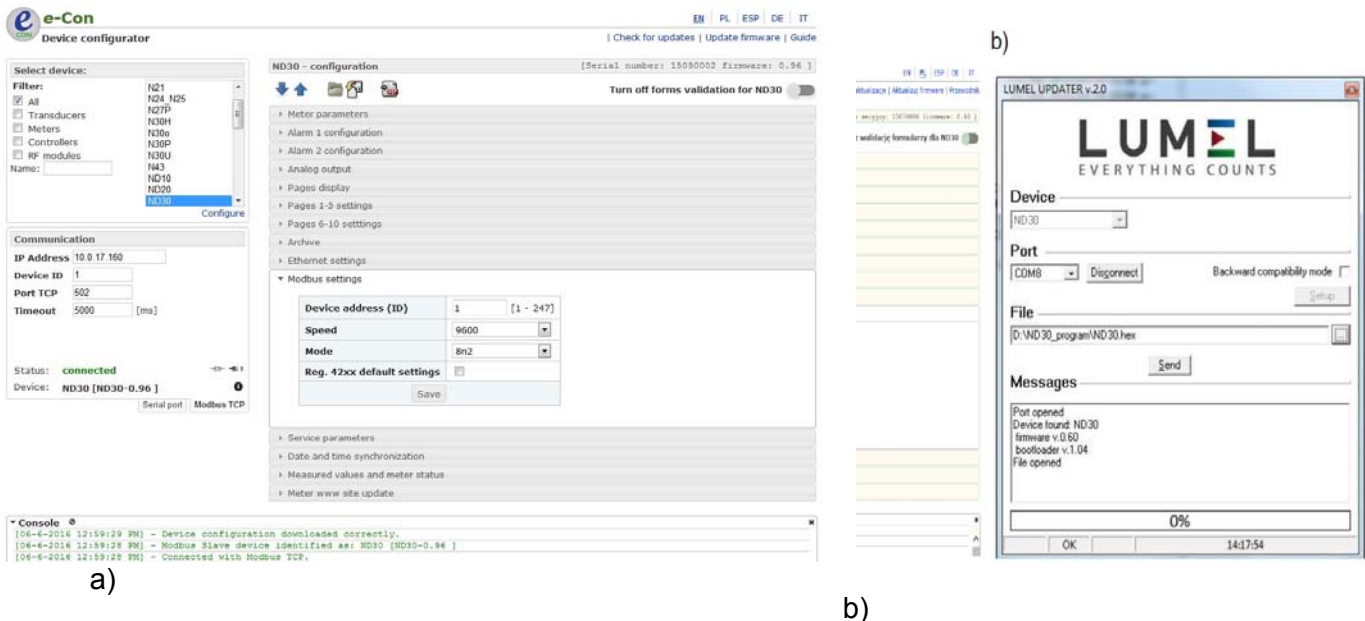 e-Con
CON
Device configurator
EN | PL | ESP | DE | IT
| Check for updates | Update firmware | Guide
Select device:
Filter:
All
Transducers
Meters
Controllers
RF modules
Name:
N21
N24_N25
N27P
N30H
N30o
N30P
N30U
N43
ND10
ND20
ND30
Configure
Communication
IP Address 10.0.17.160
Device ID 1
Port TCP 502
Timeout 5000 [ms]
Status: connected
Device: ND30 [ND30-0.96 ]
Serial port Modbus TCP
ND30 - configuration [Serial number: 15090002 firmware: 0.96 ]
Turn off forms validation for ND30
Meter parameters
Alarm 1 configuration
Alarm 2 configuration
Analog output
Pages display
Pages 1-5 settings
Pages 6-10 setttings
Archive
Ethernet settings
Modbus settings
Device address (ID) 1 [1 - 247]
Speed 9600
Mode 8n2
Reg. 42xx default settings
Save
Service parameters
Date and time synchronization
Measured values and meter status
Meter www site update
Console
[06-6-2016 12:59:29 PM] - Device configuration downloaded correctly.
[06-6-2016 12:59:28 PM] - Modbus Slave device identified as: ND30 [ND30-0.96 ]
[06-6-2016 12:59:28 PM] - Connected with Modbus TCP.
a)
EN | PL | ESP | DE | IT
| Przewodnik
walidację formularzy dla ND30
b)
LUMEL UPDATER v.2.0
LUMEL
EVERYTHING COUNTS
Device
ND30
Port
COM8 Disconnect Backward compatibility mode
Setup
File
D:\ND30_program\ND30.hex
Send
Messages
Port opened
Device found: ND30
firmware v.0.60
bootloader v.1.04
File opened
0%
OK 14:17:54
b)